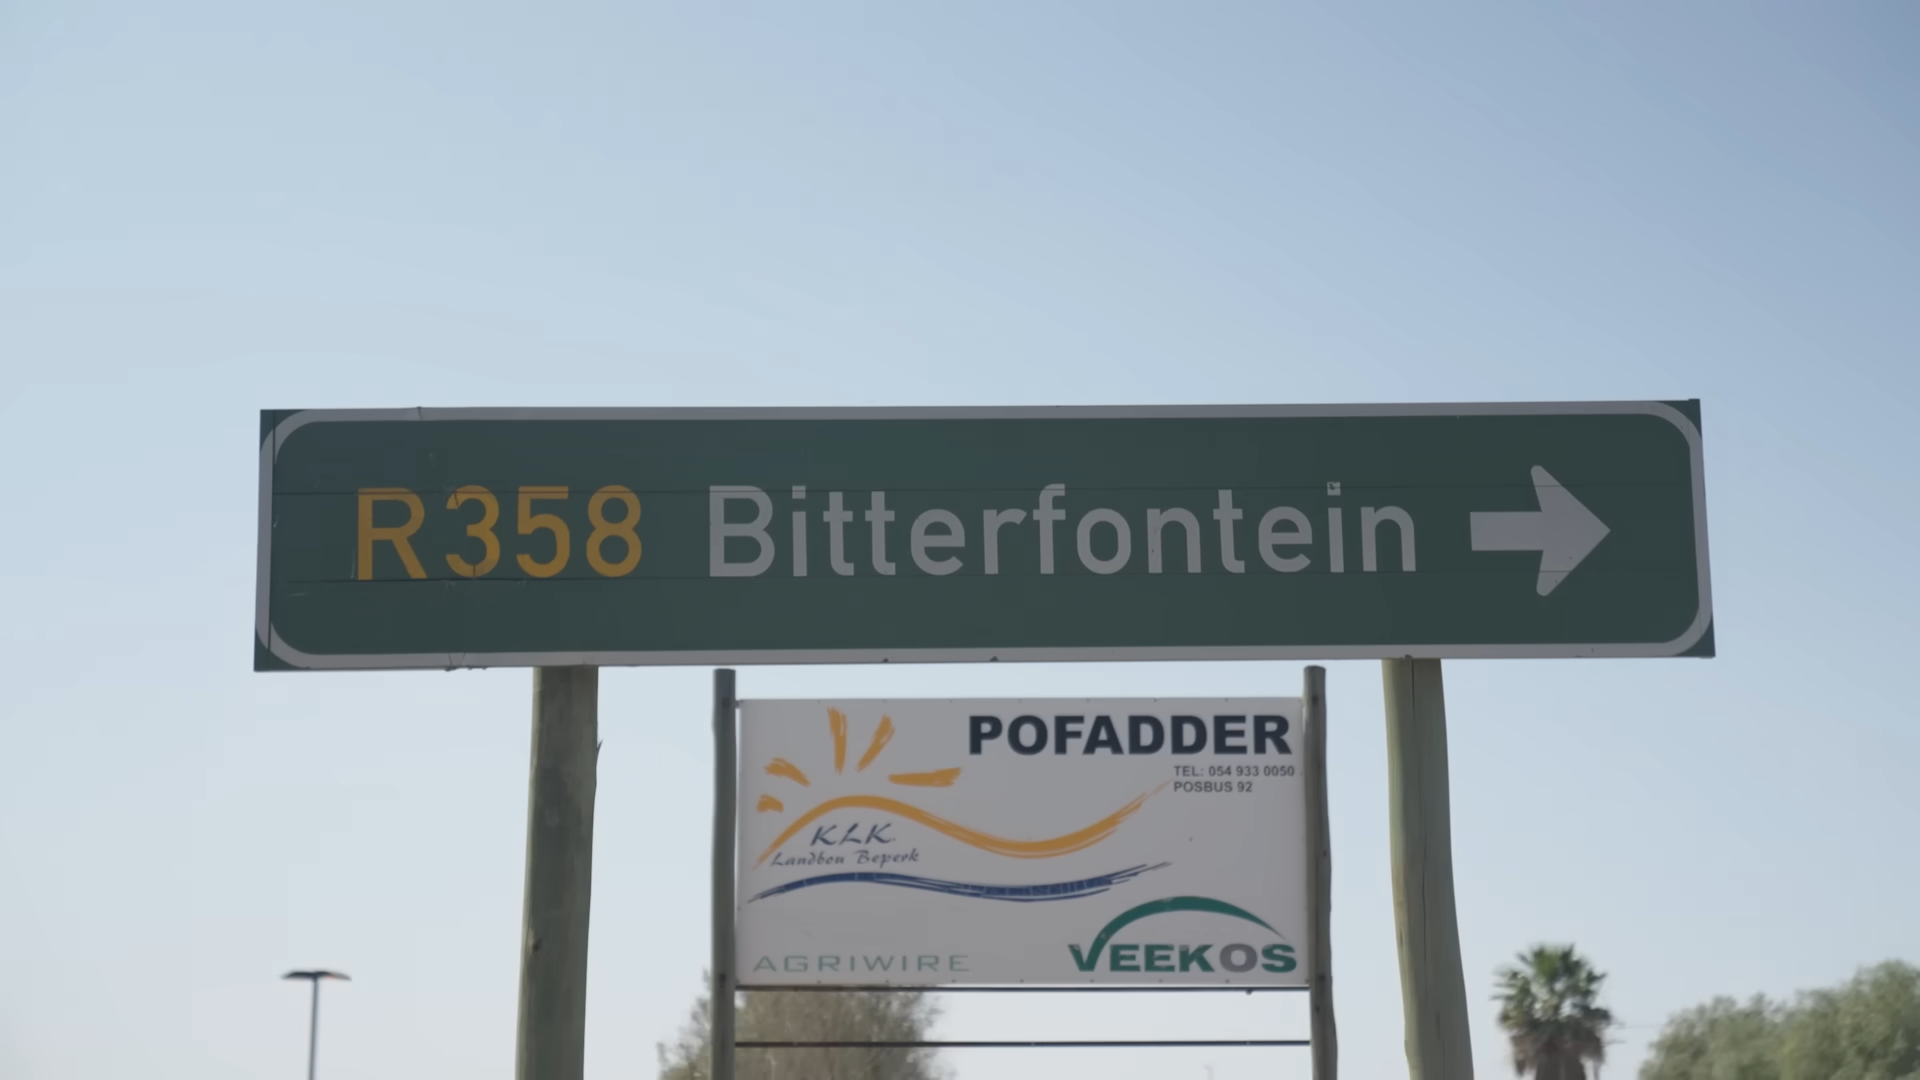 R358 Bitterfontein
POFADDER
TEL: 054 933 0050
POSBUS 92
KLK
Landbou Beperk
AGRIWIRE
VEEKOS